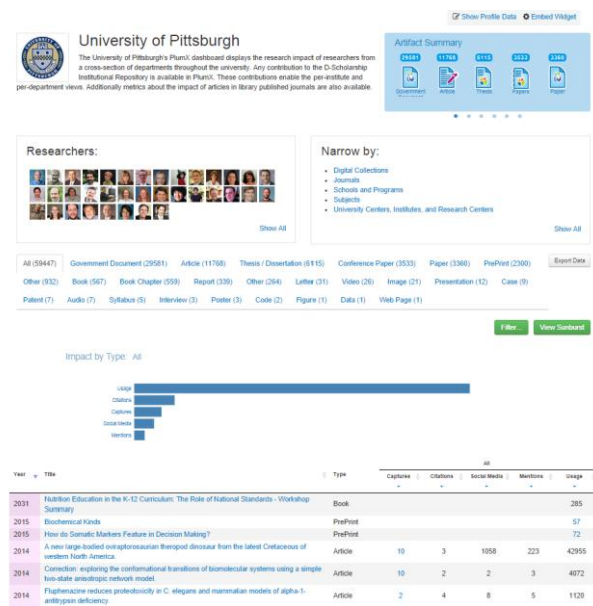 Show Profile Data Embed Widget
University of Pittsburgh
The University of Pittsburgh's PlumX dashboard displays the research impact of researchers from
a cross-section of departments throughout the university. Any contribution to the D-Scholarship
Institutional Repository is available in PlumX. These contributions enable the per-institute and
per-department views. Additionally metrics about the impact of articles in library published journals are also available.
Artifact Summary
29581 11768 6115 3533 3360
Government Article Thesis Papers Paper
Researchers:
Show All
Narrow by:
Digital Collections
Journals
Schools and Programs
Subjects
University Centers, Institutes, and Research Centers
Show All
All (59447) Government Document (29581) Article (11768) Thesis / Dissertation (6115) Conference Paper (3533) Paper (3360) PrePrint (2300) Export Data
Other (932) Book (567) Book Chapter (559) Report (339) Other (264) Letter (31) Video (26) Image (21) Presentation (12) Case (9)
Patent (7) Audio (7) Syllabus (5) Interview (3) Poster (3) Code (2) Figure (1) Data (1) Web Page (1)
Filter... View Sunburst
Impact by Type: All
Usage
Citations
Captures
Social Media
Mentions
All
Year Title Type Captures Citations Social Media Mentions Usage
2031 Nutrition Education in the K-12 Curriculum: The Role of National Standards - Workshop
Summary Book 285
2015 Biochemical Kinds PrePrint 57
2015 How do Somatic Markers Feature in Decision Making? PrePrint 72
2014 A new large-bodied oviraptorosaurian theropod dinosaur from the latest Cretaceous of
western North America. Article 10 3 1058 223 42955
2014 Correction: exploring the conformational transitions of biomolecular systems using a simple
two-state anisotropic network model. Article 10 2 2 3 4072
2014 Fluphenazine reduces proteotoxicity in C. elegans and mammalian models of alpha-1-
antitrypsin deficiency. Article 2 4 8 5 1120